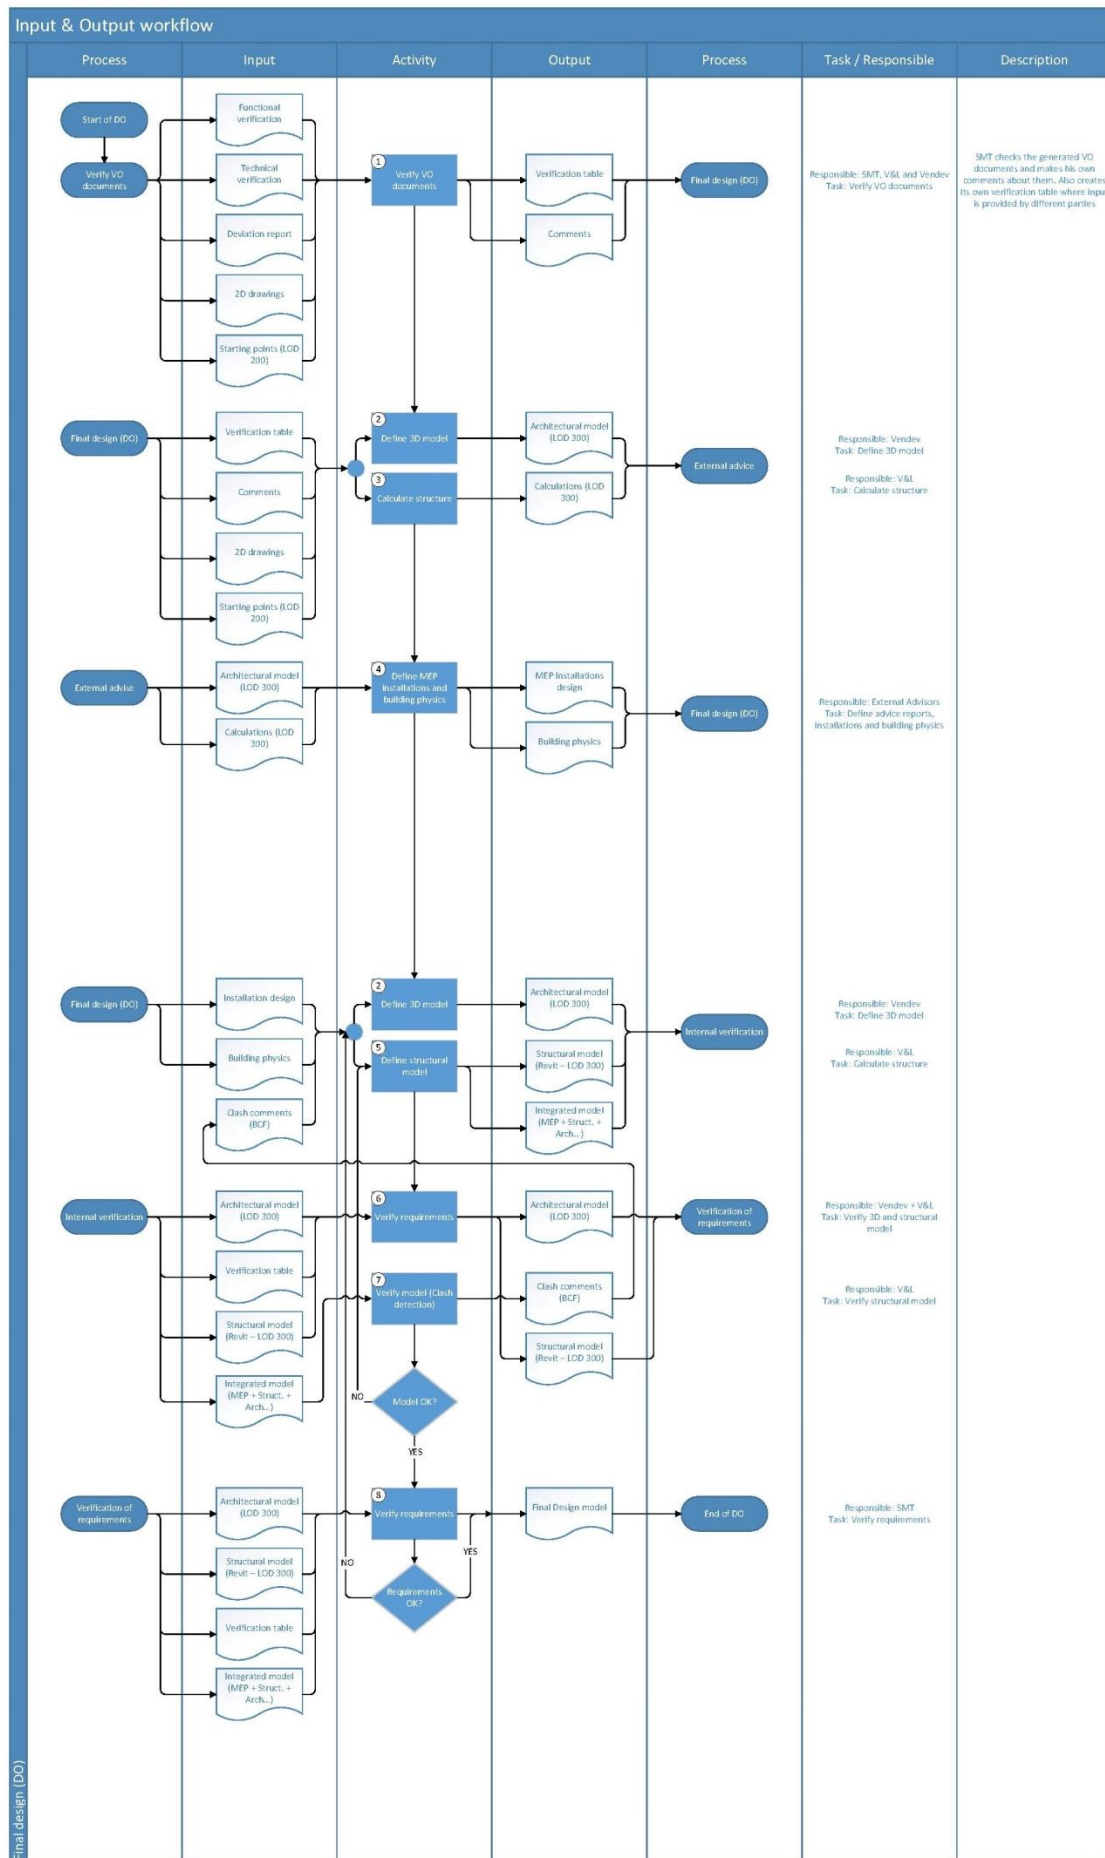 Input & Output workflow
Process
Input
Activity
Output
Process
Task / Responsible
Description
Start of DO
Verify VO
documents
Functional
verification
Technical
verification
Deviation report
2D drawings
Starting points (LOD
200)
1
Verify VO
documents
Verification table
Comments
Final design (DO)
Responsible: SMT, V&L and Vendev
Task: Verify VO documents
SMT checks the generated VO
documents and makes his own
comments about them. Also creates
its own verification table where input
is provided by different parties
Final design (DO)
Verification table
Comments
2D drawings
Starting points (LOD
200)
2
Define 3D model
3
Calculate structure
Architectural model
(LOD 300)
Calculations (LOD
300)
External advice
Responsible: Vendev
Task: Define 3D model
Responsible: V&L
Task: Calculate structure
External advise
Architectural model
(LOD 300)
Calculations (LOD
300)
4
Define MEP
installations and
building physics
MEP Installations
design
Building physics
Final design (DO)
Responsible: External Advisors
Task: Define advice reports,
installations and building physics
Final design (DO)
Installation design
Building physics
Clash comments
(BCF)
2
Define 3D model
5
Define structural
model
Architectural model
(LOD 300)
Structural model
(Revit – LOD 300)
Integrated model
(MEP + Struct. +
Arch...)
Internal verification
Responsible: Vendev
Task: Define 3D model
Responsible: V&L
Task: Calculate structure
Internal verification
Architectural model
(LOD 300)
Verification table
Structural model
(Revit – LOD 300)
Integrated model
(MEP + Struct. +
Arch...)
6
Verify requirements
7
Verify model (Clash
detection)
Model OK?
NO
YES
Architectural model
(LOD 300)
Clash comments
(BCF)
Structural model
(Revit – LOD 300)
Verification of
requirements
Responsible: Vendev + V&L
Task: Verify 3D and structural
model
Responsible: V&L
Task: Verify structural model
Verification of
requirements
Architectural model
(LOD 300)
Structural model
(Revit – LOD 300)
Verification table
Integrated model
(MEP + Struct. +
Arch...)
8
Verify requirements
Requirements
OK?
NO
YES
Final Design model
End of DO
Responsible: SMT
Task: Verify requirements
Final design (DO)